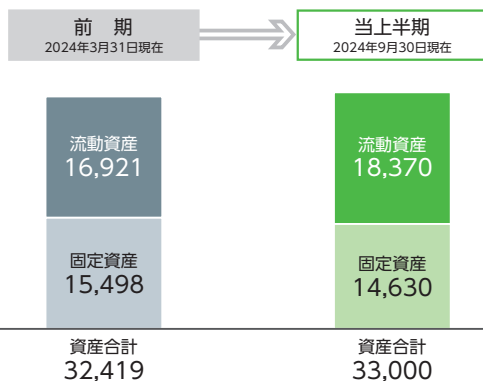 前　期
2024年3月31日現在
当上半期
2024年9月30日現在
流動資産
16,921
固定資産
15,498
資産合計
32,419
流動資産
18,370
固定資産
14,630
資産合計
33,000